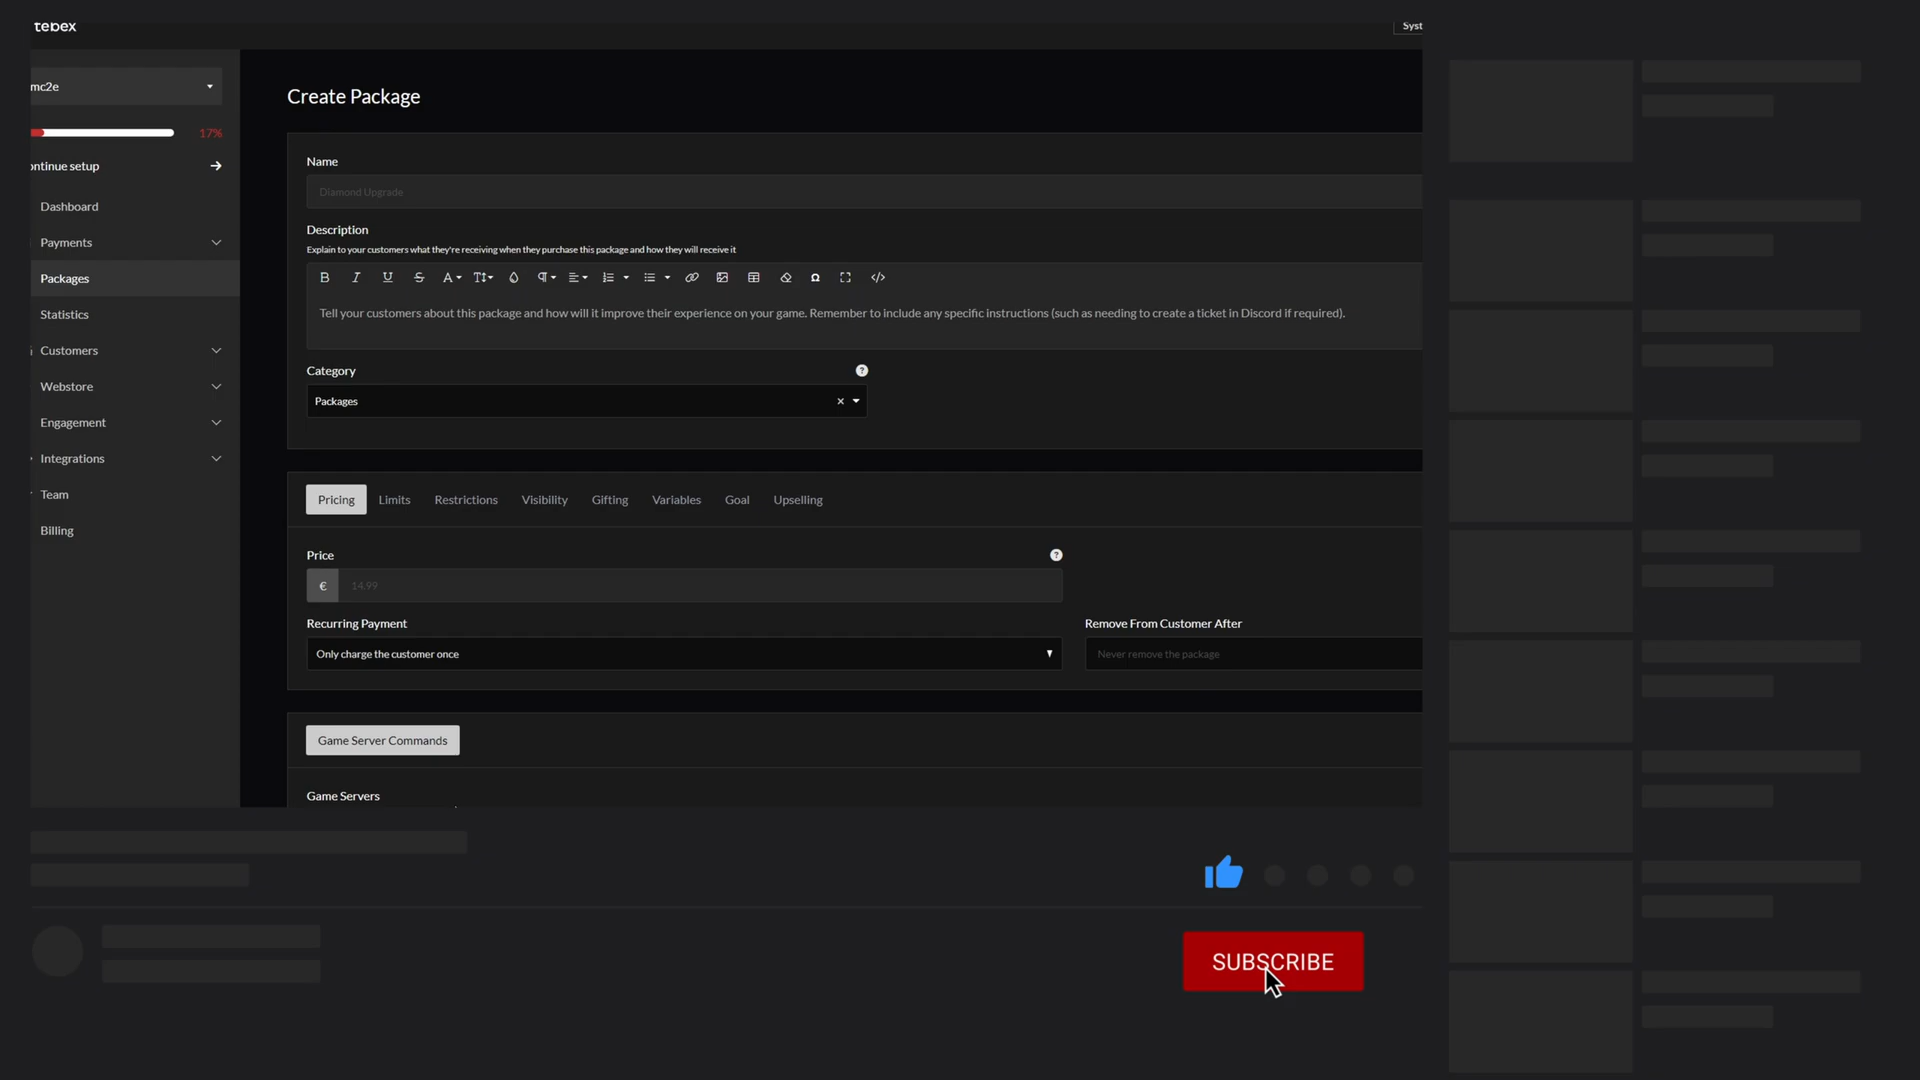 tebex
Syst
mc2e
17%
ontinue setup
Dashboard
Payments
Packages
Statistics
Customers
Webstore
Engagement
Integrations
Team
Billing
Create Package
Name
Diamond Upgrade
Description
Explain to your customers what they're receiving when they purchase this package and how they will receive it
Tell your customers about this package and how will it improve their experience on your game. Remember to include any specific instructions (such as needing to create a ticket in Discord if required).
Category
Packages
Pricing Limits Restrictions Visibility Gifting Variables Goal Upselling
Price
€ 14.99
Recurring Payment Remove From Customer After
Only charge the customer once Never remove the package
Game Server Commands
Game Servers
SUBSCRIBE